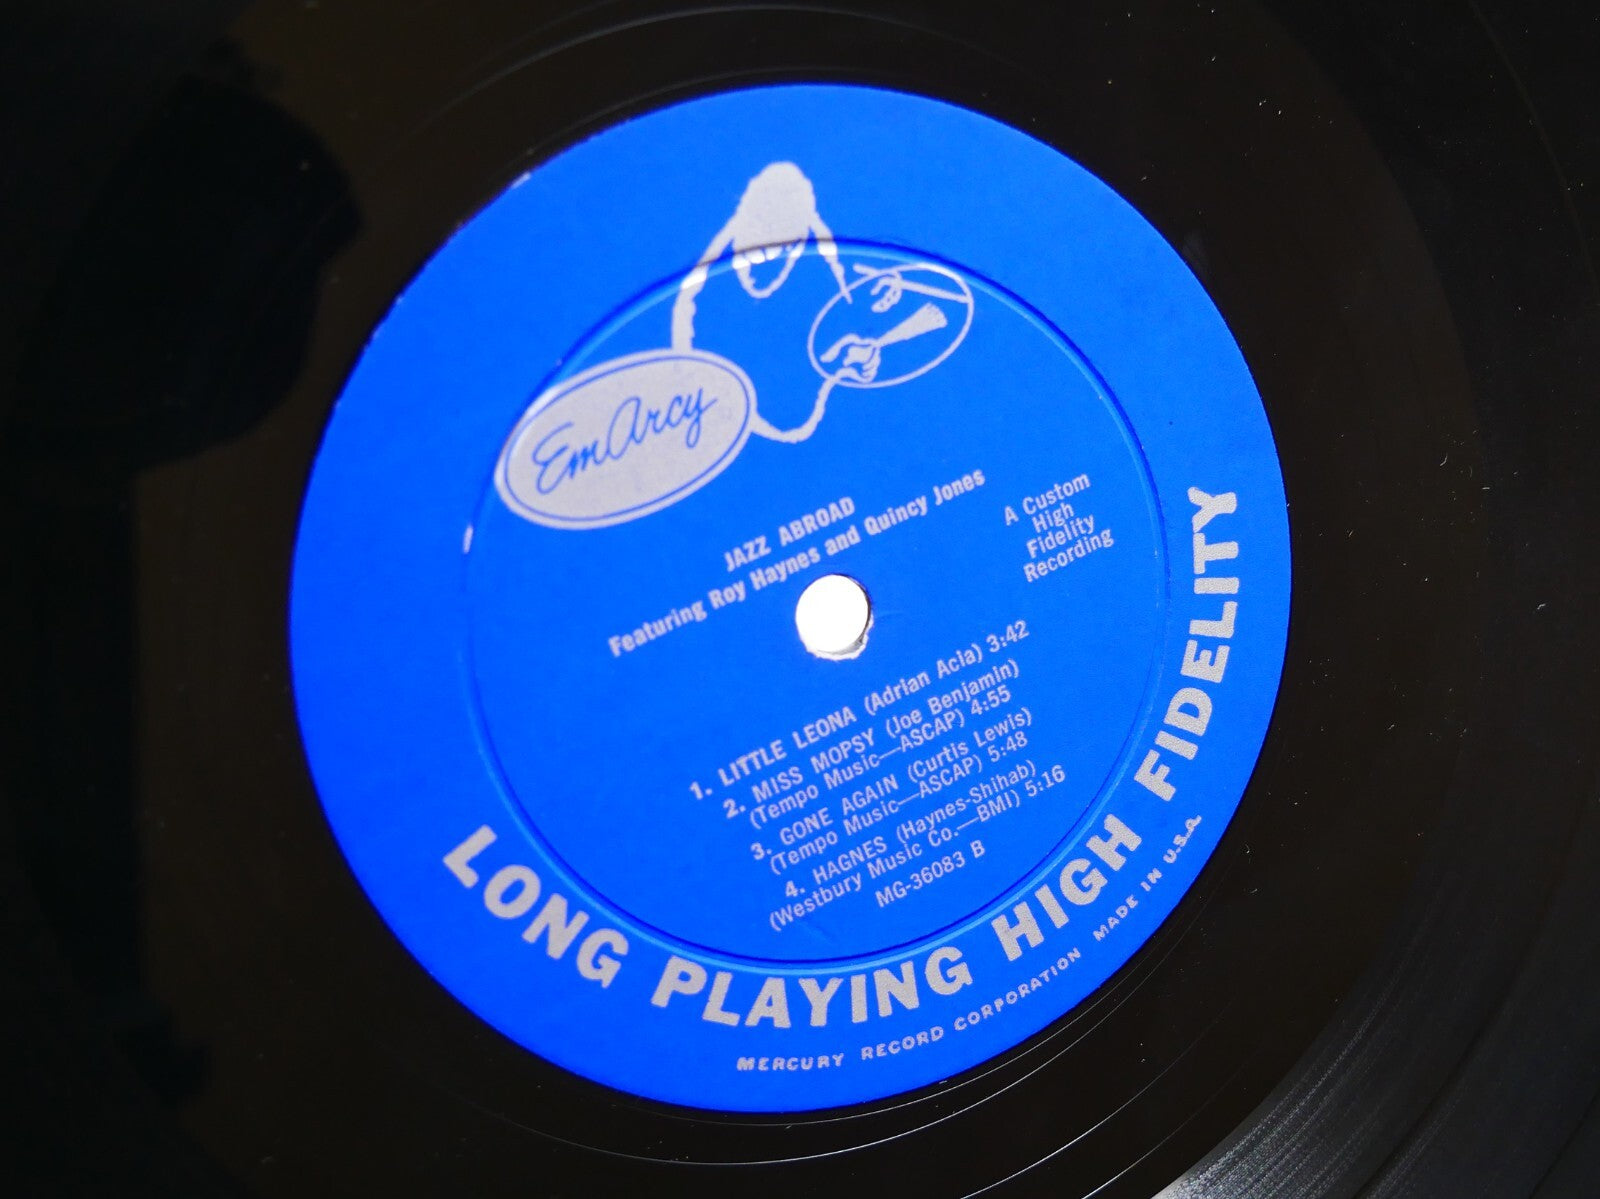 EmArcy
JAZZ ABROAD
Featuring Roy Haynes and Quincy Jones
A Custom
High
Fidelity
Recording
1. LITTLE LEONA (Adrian Acia) 3:42
2. MISS MOPSY (Joe Benjamin)
(Tempo Music—ASCAP) 4:55
3. GONE AGAIN (Curtis Lewis)
(Tempo Music—ASCAP) 5:48
4. HAGNES (Haynes-Shihab)
(Westbury Music Co.—BMI) 5:16
MG-36083 B
LONG PLAYING HIGH FIDELITY
MERCURY RECORD CORPORATION MADE IN U.S.A.